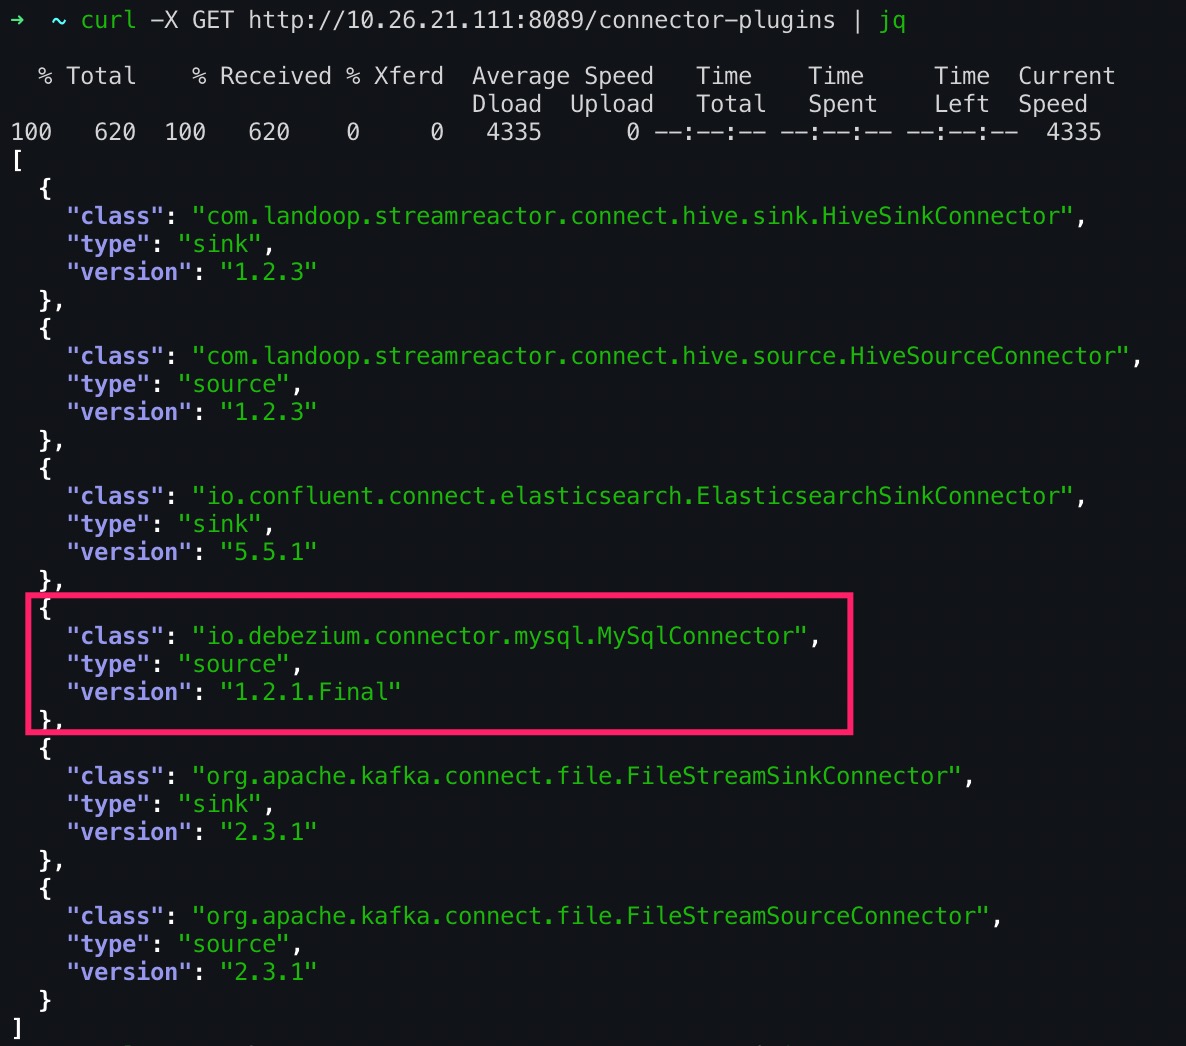 → ~ curl -X GET http://10.26.21.111:8089/connector-plugins | jq
% Total % Received % Xferd Average Speed Time Time Time Current
Dload Upload Total Spent Left Speed
100 620 100 620 0 0 4335 0 --:--:-- --:--:-- --:--:-- 4335
[
{
"class": "com.landoop.streamreactor.connect.hive.sink.HiveSinkConnector",
"type": "sink",
"version": "1.2.3"
},
{
"class": "com.landoop.streamreactor.connect.hive.source.HiveSourceConnector",
"type": "source",
"version": "1.2.3"
},
{
"class": "io.confluent.connect.elasticsearch.ElasticsearchSinkConnector",
"type": "sink",
"version": "5.5.1"
},
{
"class": "io.debezium.connector.mysql.MySqlConnector",
"type": "source",
"version": "1.2.1.Final"
},
{
"class": "org.apache.kafka.connect.file.FileStreamSinkConnector",
"type": "sink",
"version": "2.3.1"
},
{
"class": "org.apache.kafka.connect.file.FileStreamSourceConnector",
"type": "source",
"version": "2.3.1"
}
]